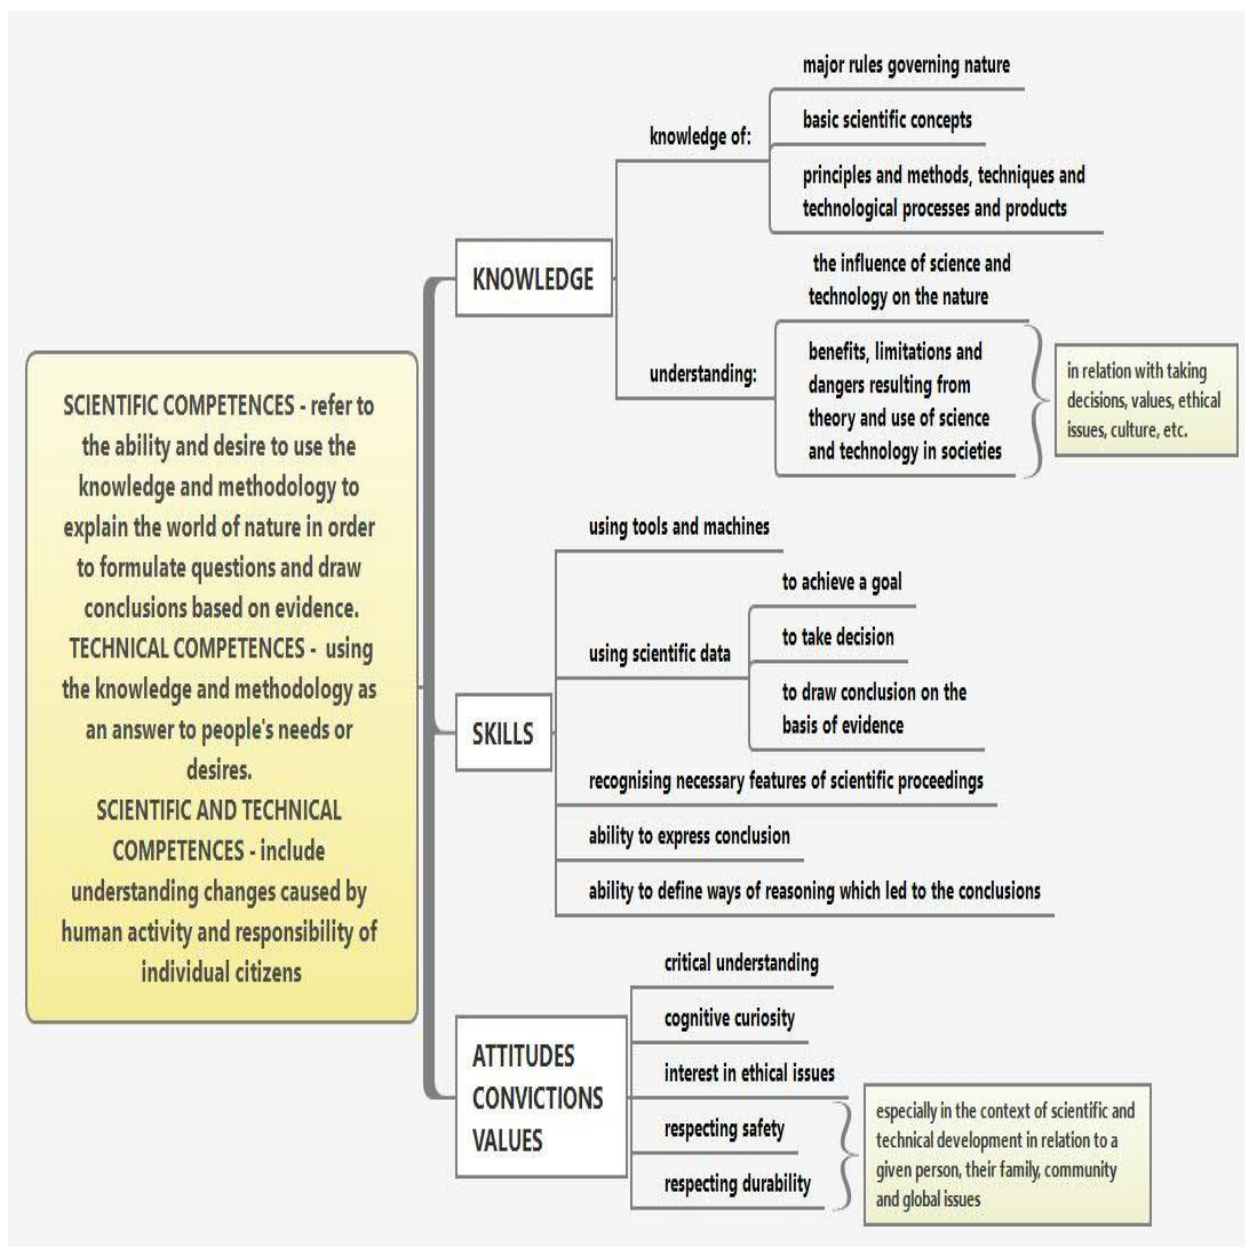 SCIENTIFIC COMPETENCES - refer to
the ability and desire to use the
knowledge and methodology to
explain the world of nature in order
to formulate questions and draw
conclusions based on evidence.
TECHNICAL COMPETENCES -  using
the knowledge and methodology as
an answer to people's needs or
desires.
SCIENTIFIC AND TECHNICAL
COMPETENCES - include
understanding changes caused by
human activity and responsibility of
individual citizens
KNOWLEDGE
knowledge of:
major rules governing nature
basic scientific concepts
principles and methods, techniques and
technological processes and products
understanding:
the influence of science and
technology on the nature
benefits, limitations and
dangers resulting from
theory and use of science
and technology in societies
in relation with taking
decisions, values, ethical
issues, culture, etc.
SKILLS
using tools and machines
using scientific data
to achieve a goal
to take decision
to draw conclusion on the
basis of evidence
recognising necessary features of scientific proceedings
ability to express conclusion
ability to define ways of reasoning which led to the conclusions
ATTITUDES
CONVICTIONS
VALUES
critical understanding
cognitive curiosity
interest in ethical issues
respecting safety
respecting durability
especially in the context of scientific and
technical development in relation to a
given person, their family, community
and global issues